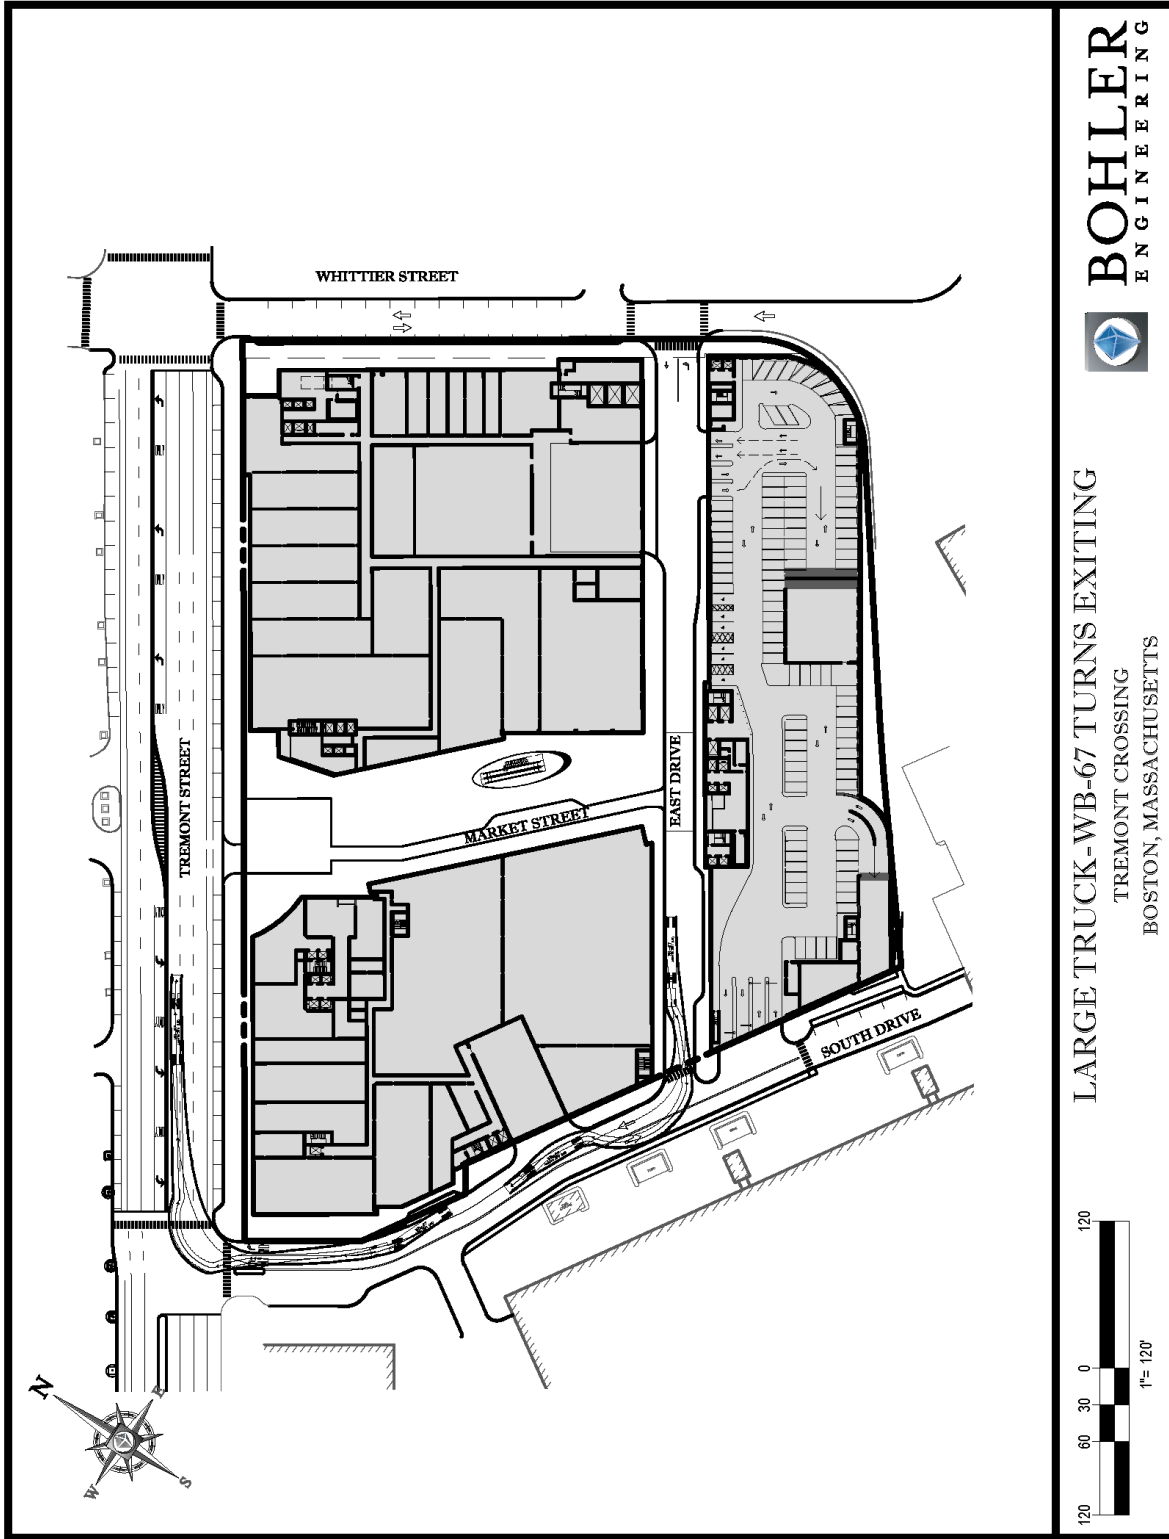 WHITTIER STREET
TREMONT STREET
MARKET STREET
EAST DRIVE
SOUTH DRIVE
N
E
S
W
LARGE TRUCK-WB-67 TURNS EXITING
TREMONT CROSSING
BOSTON, MASSACHUSETTS
BOHLER
ENGINEERING
120 60 30 0 120
1"= 120'